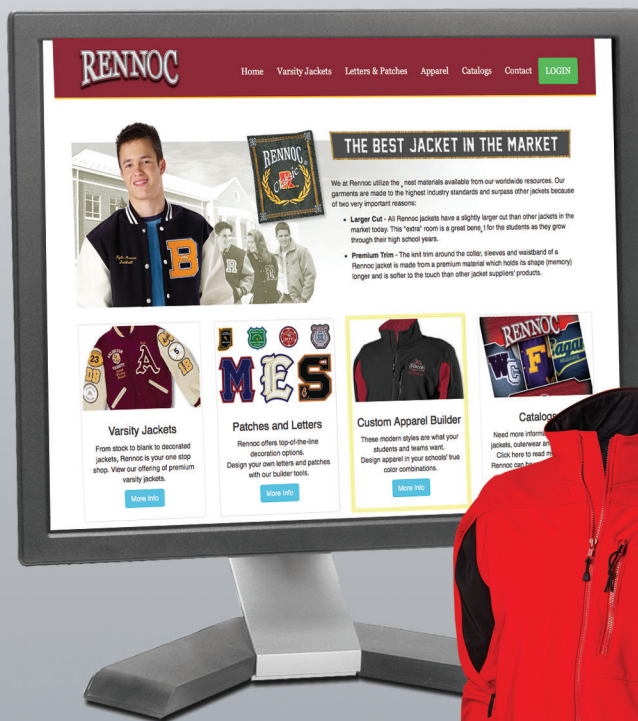 RENNOC
Home Varsity Jackets Letters & Patches Apparel Catalogs Contact LOGIN
RENNOC
Classic
R
THE BEST JACKET IN THE MARKET
We at Rennoc utilize the nest materials available from our worldwide resources. Our
garments are made to the highest industry standards and surpass other jackets because
of two very important reasons:
• Larger Cut - All Rennoc jackets have a slightly larger cut than other jackets in the
market today. This "extra" room is a great bene t for the students as they grow
through their high school years.
• Premium Trim - The knit trim around the collar, sleeves and waistband of a
Rennoc jacket is made from a premium material which holds its shape (memory)
longer and is softer to the touch than other jacket suppliers' products.
B
R
A
M E S
RENNOC
W C F Eagan
Varsity Jackets
From stock to blank to decorated
jackets, Rennoc is your one stop
shop. View our offering of premium
varsity jackets.
More Info
Patches and Letters
Rennoc offers top-of-the-line
decoration options.
Design your own letters and patches
with our builder tools.
More Info
Custom Apparel Builder
These modern styles are what your
students and teams want.
Design apparel in your schools' true
color combinations.
More Info
Catalogs
Need more informa
jackets, outerwear an
Click here to read m
Rennoc can be